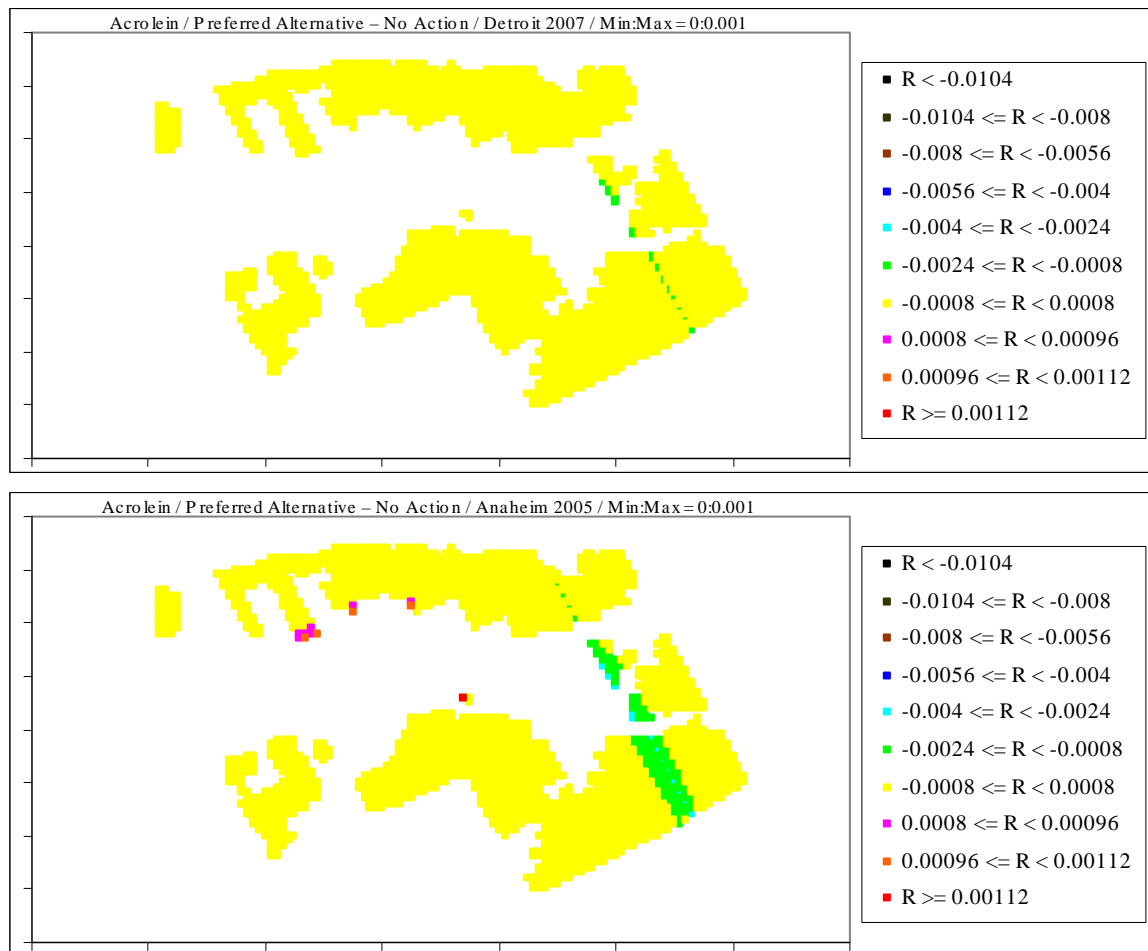 Acrolein / Preferred Alternative – No Action / Detroit 2007 / Min:Max = 0:0.001
R < -0.0104
-0.0104 <= R < -0.008
-0.008 <= R < -0.0056
-0.0056 <= R < -0.004
-0.004 <= R < -0.0024
-0.0024 <= R < -0.0008
-0.0008 <= R < 0.0008
0.0008 <= R < 0.00096
0.00096 <= R < 0.00112
R >= 0.00112
Acrolein / Preferred Alternative – No Action / Anaheim 2005 / Min:Max = 0:0.001
R < -0.0104
-0.0104 <= R < -0.008
-0.008 <= R < -0.0056
-0.0056 <= R < -0.004
-0.004 <= R < -0.0024
-0.0024 <= R < -0.0008
-0.0008 <= R < 0.0008
0.0008 <= R < 0.00096
0.00096 <= R < 0.00112
R >= 0.00112